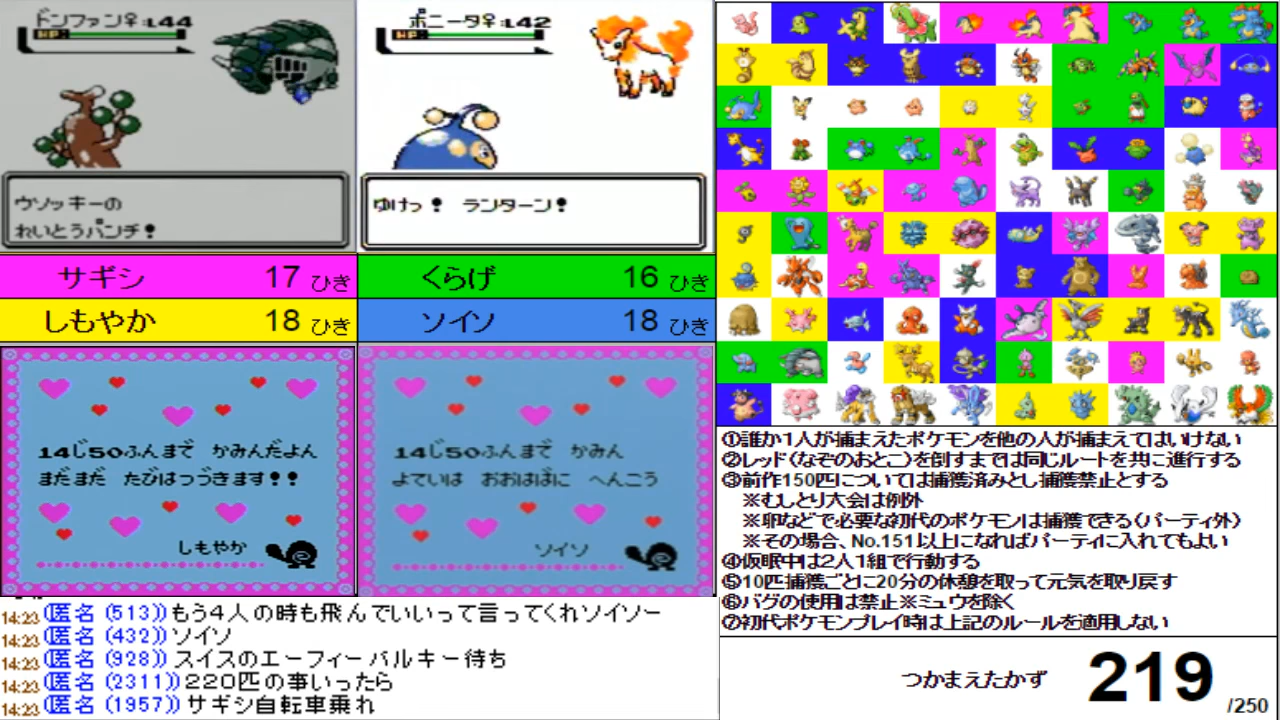 ドンファン♀:L44
HP:
ウソッキーの
れいとうパンチ!
ポニータ♀:L42
HP:
ゆけっ! ランターン!
サギシ 17 ひき
くらげ 16 ひき
しもやか 18 ひき
ソイソ 18 ひき
14じ50ふんまで かみんだよん
まだまだ たびはつづきます!!
しもやか
14じ50ふんまで かみん
よていは おおはばに へんこう
ソイソ
14:23 (匿名 (513)) もう4人の時も飛んでいいって言ってくれソイソー
14:23 (匿名 (432)) ソイソ
14:23 (匿名 (928)) スイスのエーフィーバルキー待ち
14:23 (匿名 (2311)) 220匹の事いったら
14:23 (匿名 (1957)) サギシ自転車乗れ
①誰か1人が捕まえたポケモンを他の人が捕まえてはいけない
②レッド(なぞのおとこ)を倒すまでは同じルートを共に進行する
③前作150匹については捕獲済みとし捕獲禁止とする
※むしとり大会は例外
※卵などで必要な初代のポケモンは捕獲できる(パーティ外)
※その場合、No.151以上になればパーティに入れてもよい
④仮眠中は2人1組で行動する
⑤10匹捕獲ごとに20分の休憩を取って元気を取り戻す
⑥バグの使用は禁止※ミュウを除く
⑦初代ポケモンプレイ時は上記のルールを適用しない
つかまえたかず 219 /250